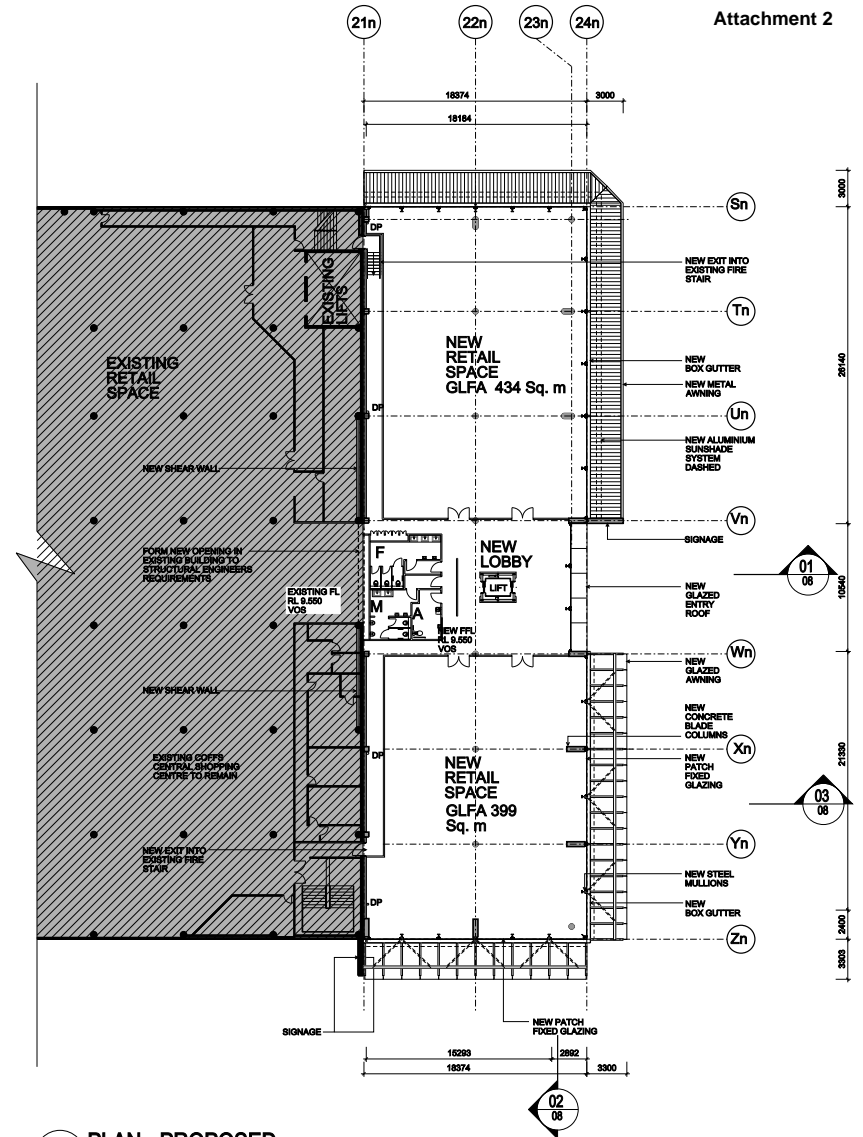 Attachment 2
21n
22n
23n
24n
18374
3000
18164
3000
Sn
DP
EXISTING
LIFTS
NEW EXIT INTO
EXISTING FIRE
STAIR
Tn
26140
EXISTING
RETAIL
SPACE
NEW
RETAIL
SPACE
GLFA 434 Sq. m
NEW
BOX GUTTER
NEW METAL
AWNING
DP
Un
NEW ALUMINIUM
SUNSHADE
SYSTEM
DASHED
NEW SHEAR WALL
Vn
SIGNAGE
FORM NEW OPENING IN
EXISTING BUILDING TO
STRUCTURAL ENGINEERS
REQUIREMENTS
F
NEW
LOBBY
LIFT
01
08
10540
EXISTING FL
RL 9.550
VOS
M
A
NEW FFL
RL 9.550
VOS
NEW
GLAZED
ENTRY
ROOF
Wn
NEW
GLAZED
AWNING
NEW SHEAR WALL
NEW
CONCRETE
BLADE
COLUMNS
Xn
EXISTING COFFS
CENTRAL SHOPPING
CENTRE TO REMAIN
DP
NEW
RETAIL
SPACE
GLFA 399
Sq. m
NEW
PATCH
FIXED
GLAZING
21330
03
08
NEW EXIT INTO
EXISTING FIRE
STAIR
Yn
NEW STEEL
MULLIONS
DP
NEW
BOX GUTTER
2400
Zn
3303
SIGNAGE
NEW PATCH
FIXED GLAZING
15293
2892
18374
3300
02
08
PLAN - PROPOSED